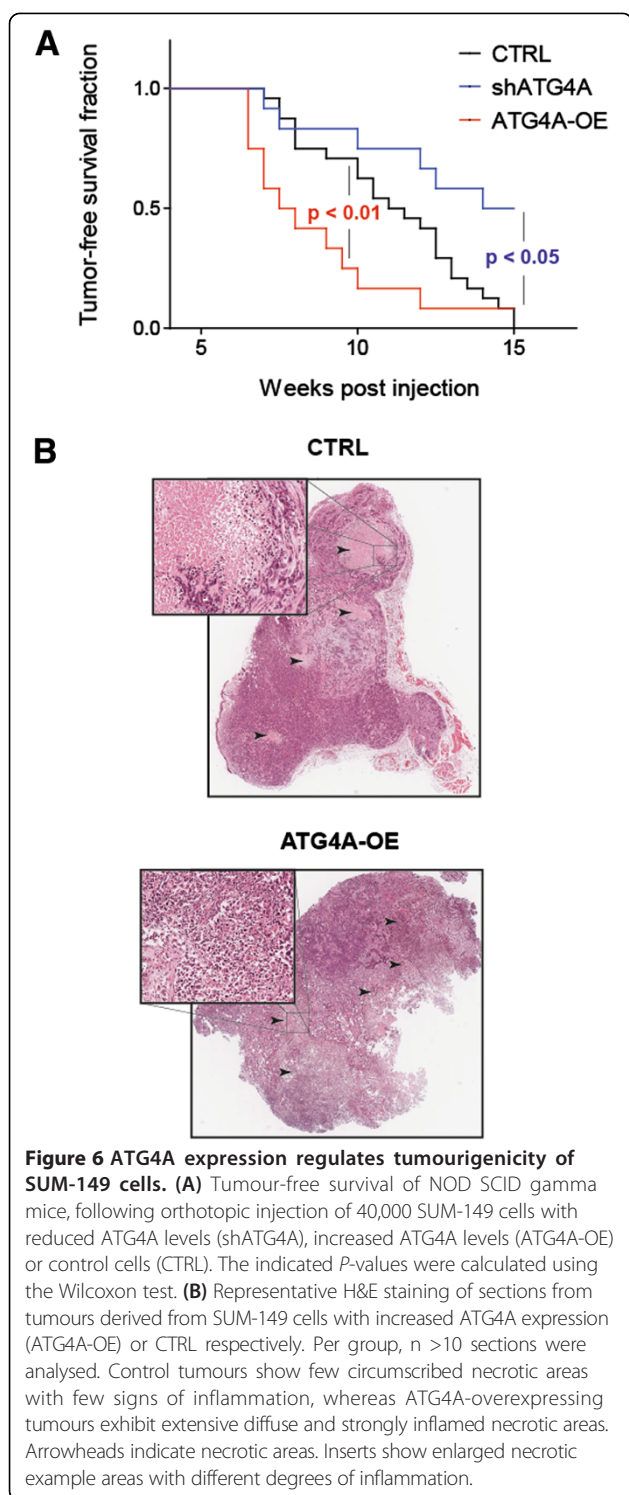 A
CTRL
shATG4A
ATG4A-OE
Tumor-free survival fraction
1.0
0.5
0.0
p < 0.01
p < 0.05
5
10
15
Weeks post injection
B
CTRL
ATG4A-OE
Figure 6 ATG4A expression regulates tumourigenicity of
SUM-149 cells. (A) Tumour-free survival of NOD SCID gamma
mice, following orthotopic injection of 40,000 SUM-149 cells with
reduced ATG4A levels (shATG4A), increased ATG4A levels (ATG4A-OE)
or control cells (CTRL). The indicated P-values were calculated using
the Wilcoxon test. (B) Representative H&E staining of sections from
tumours derived from SUM-149 cells with increased ATG4A expression
(ATG4A-OE) or CTRL respectively. Per group, n >10 sections were
analysed. Control tumours show few circumscribed necrotic areas
with few signs of inflammation, whereas ATG4A-overexpressing
tumours exhibit extensive diffuse and strongly inflamed necrotic areas.
Arrowheads indicate necrotic areas. Inserts show enlarged necrotic
example areas with different degrees of inflammation.